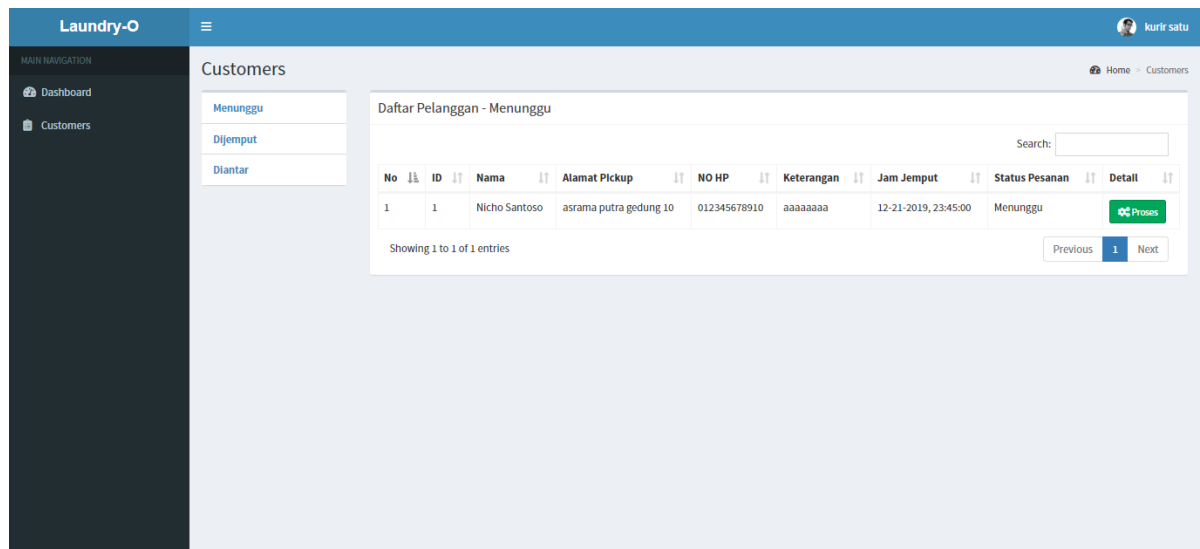 Laundry-O
kurir satu
MAIN NAVIGATION
Dashboard
Customers
Customers
Home > Customers
Menunggu
Dijemput
Diantar
Daftar Pelanggan - Menunggu
Search:
No ID Nama Alamat Pickup NO HP Keterangan Jam Jemput Status Pesanan Detail
1 1 Nicho Santoso asrama putra gedung 10 012345678910 aaaaaaaa 12-21-2019, 23:45:00 Menunggu Proses
Showing 1 to 1 of 1 entries
Previous 1 Next